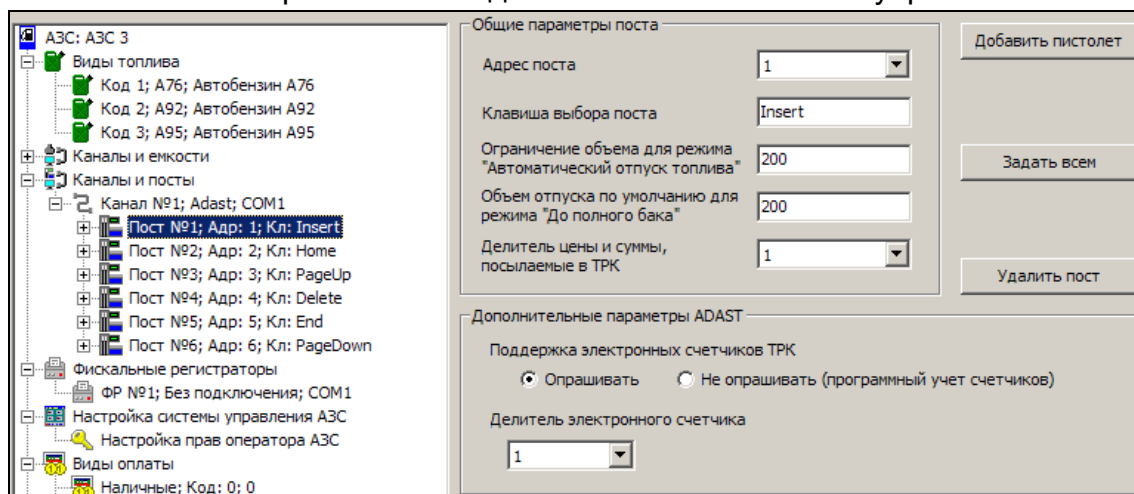 АЗС: АЗС 3
Виды топлива
Код 1; А76; Автобензин А76
Код 2; А92; Автобензин А92
Код 3; А95; Автобензин А95
Каналы и емкости
Каналы и посты
Канал №1; Adast; COM1
Пост №1; Адр: 1; Кл: Insert
Пост №2; Адр: 2; Кл: Home
Пост №3; Адр: 3; Кл: PageUp
Пост №4; Адр: 4; Кл: Delete
Пост №5; Адр: 5; Кл: End
Пост №6; Адр: 6; Кл: PageDown
Фискальные регистраторы
ФР №1; Без подключения; COM1
Настройка системы управления АЗС
Настройка прав оператора АЗС
Виды оплаты
Наличные; Код: 0; 0
Общие параметры поста
Адрес поста 1
Клавиша выбора поста Insert
Ограничение объема для режима
"Автоматический отпуск топлива" 200
Объем отпуска по умолчанию для
режима "До полного бака" 200
Делитель цены и суммы,
посылаемые в ТРК 1
Дополнительные параметры ADAST
Поддержка электронных счетчиков ТРК
Опрашивать Не опрашивать (программный учет счетчиков)
Делитель электронного счетчика
1
Добавить пистолет
Задать всем
Удалить пост